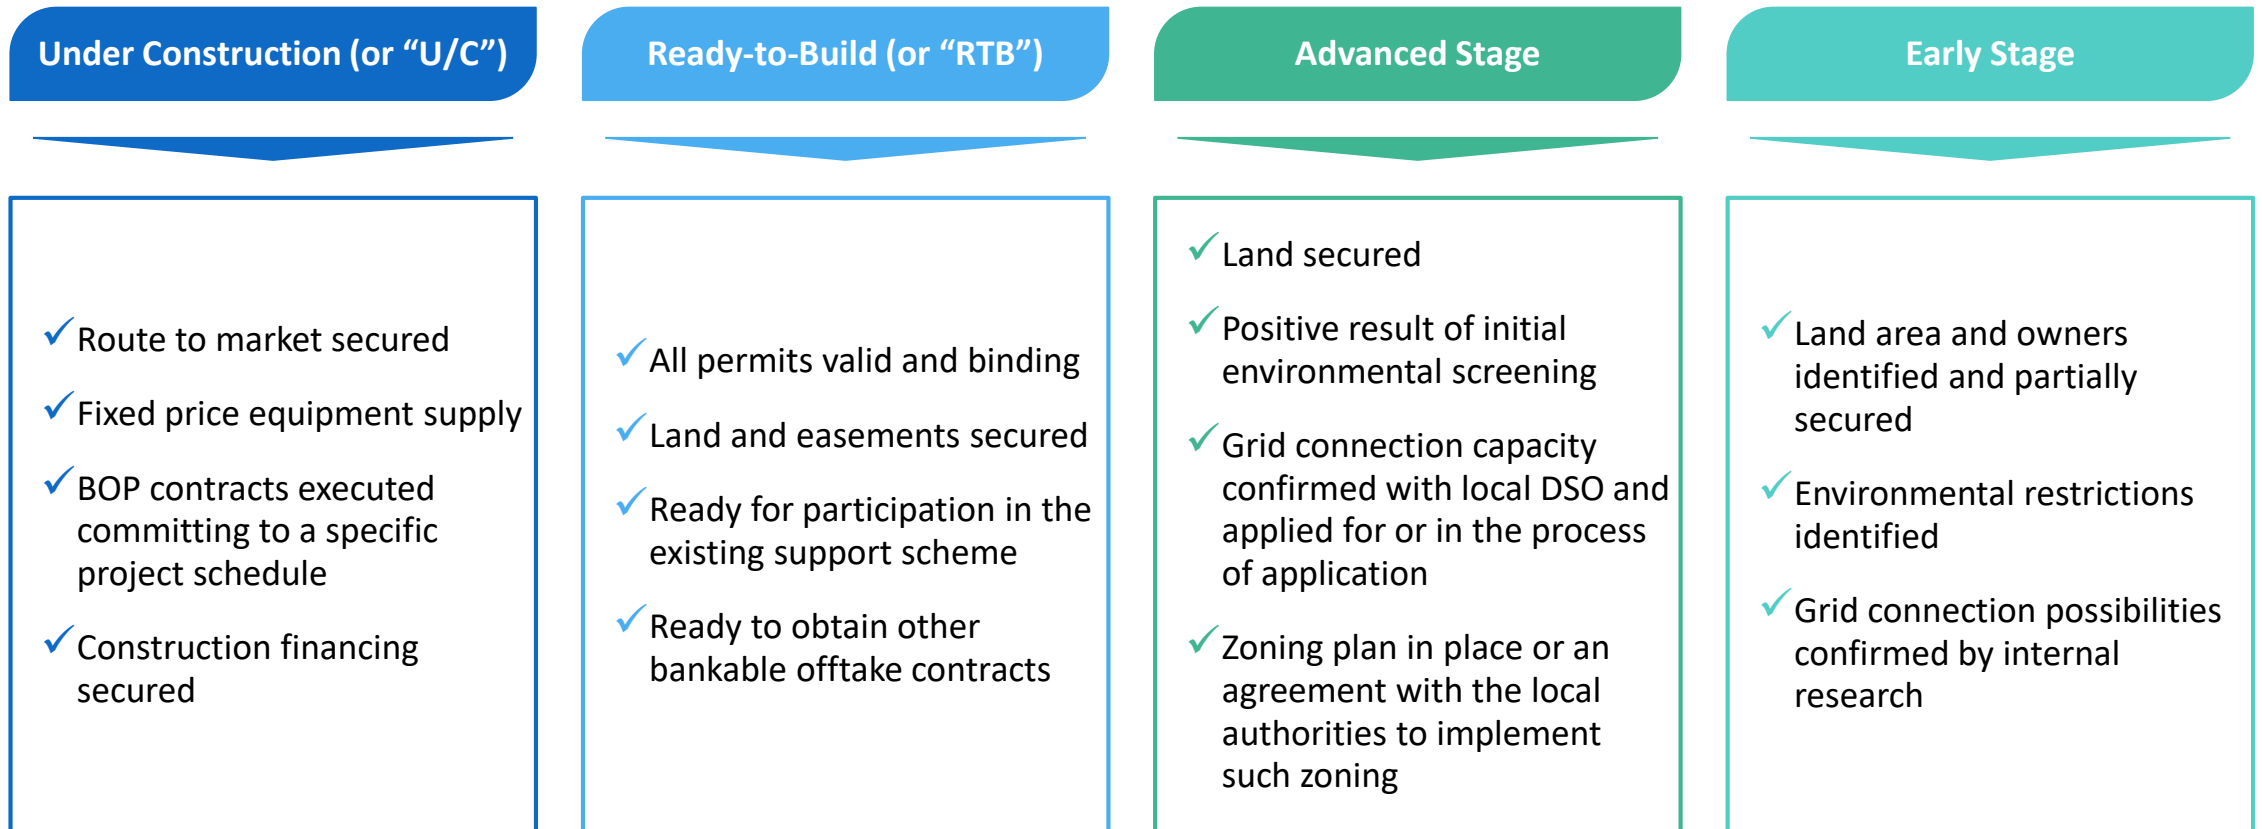 Under Construction (or “U/C”)
Route to market secured
Fixed price equipment supply
BOP contracts executed
committing to a specific
project schedule
Construction financing
secured
Ready-to-Build (or “RTB”)
All permits valid and binding
Land and easements secured
Ready for participation in the
existing support scheme
Ready to obtain other
bankable offtake contracts
Advanced Stage
Land secured
Positive result of initial
environmental screening
Grid connection capacity
confirmed with local DSO and
applied for or in the process
of application
Zoning plan in place or an
agreement with the local
authorities to implement
such zoning
Early Stage
Land area and owners
identified and partially
secured
Environmental restrictions
identified
Grid connection possibilities
confirmed by internal
research